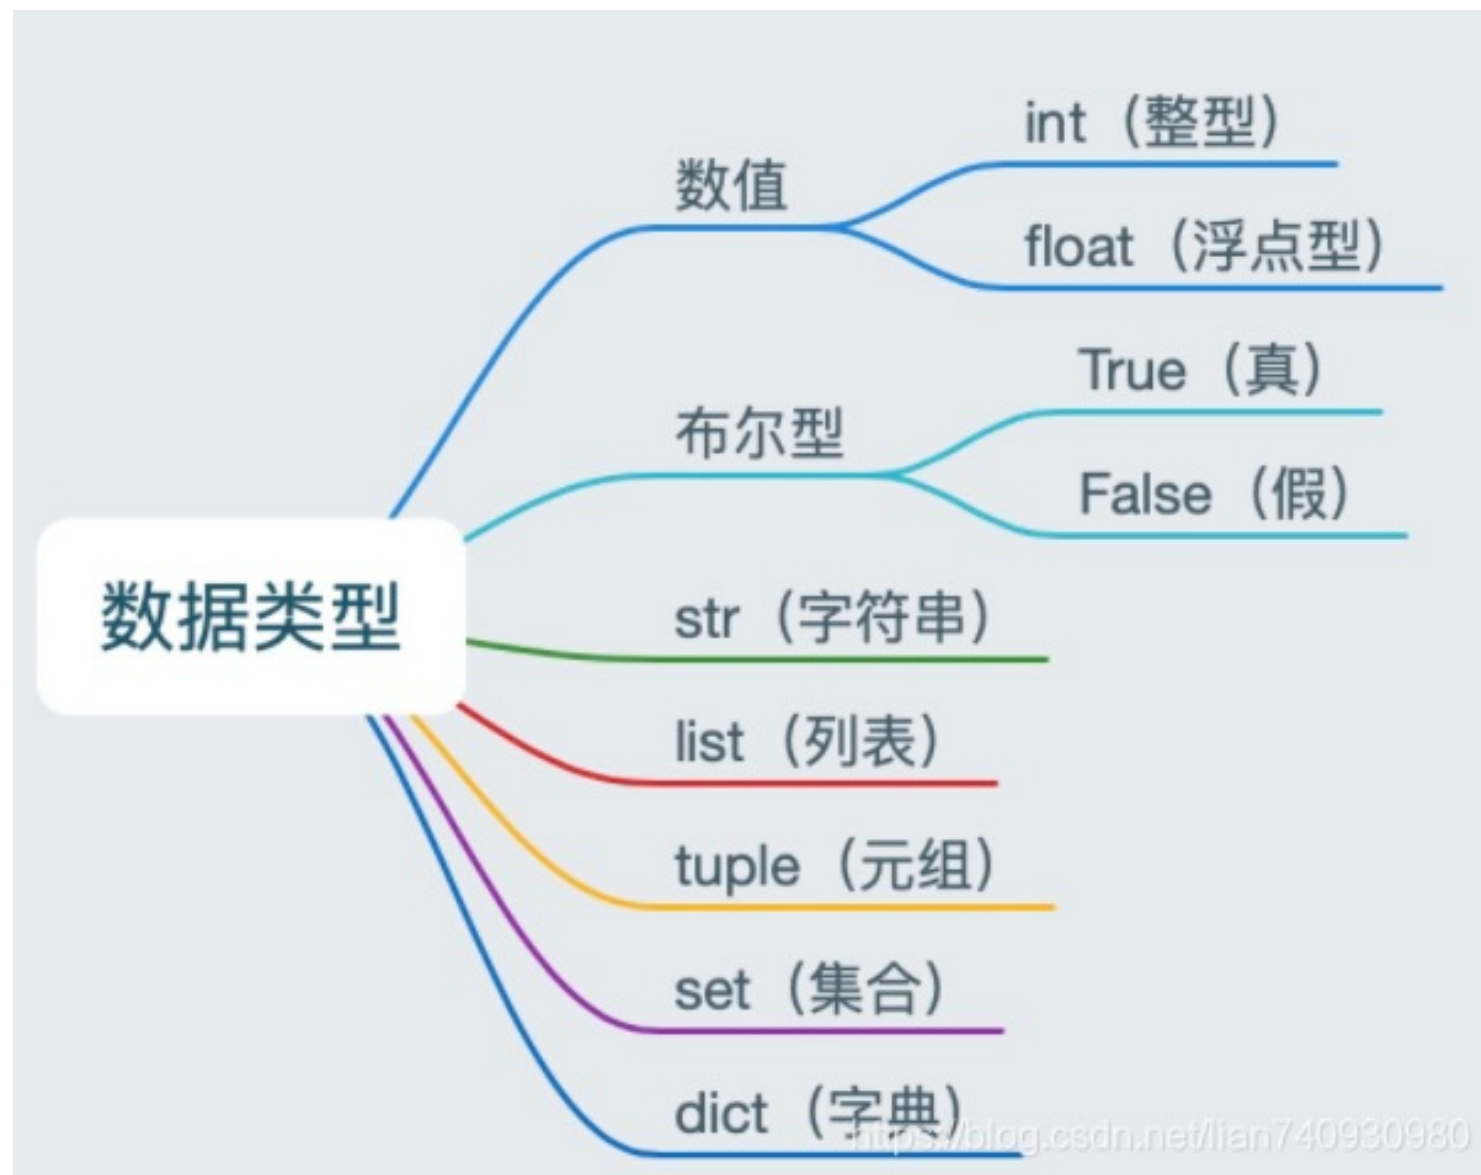 数据类型
数值
int（整型）
float（浮点型）
布尔型
True（真）
False（假）
str（字符串）
list（列表）
tuple（元组）
set（集合）
dict（字典）
https://blog.csdn.net/lian740930980